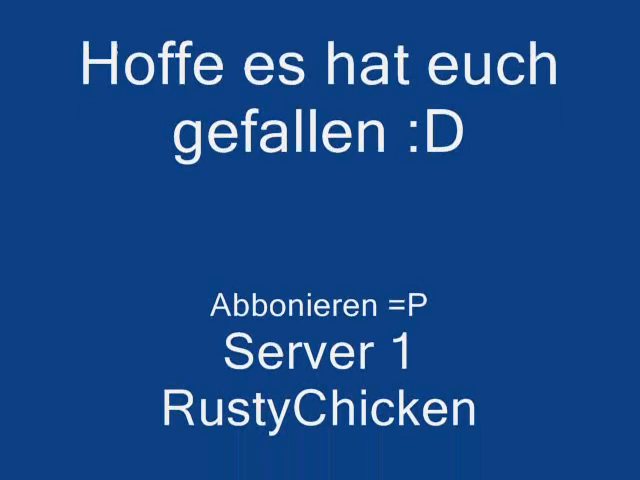 Hoffe es hat euch
gefallen :D
Abbonieren =P
Server 1
RustyChicken